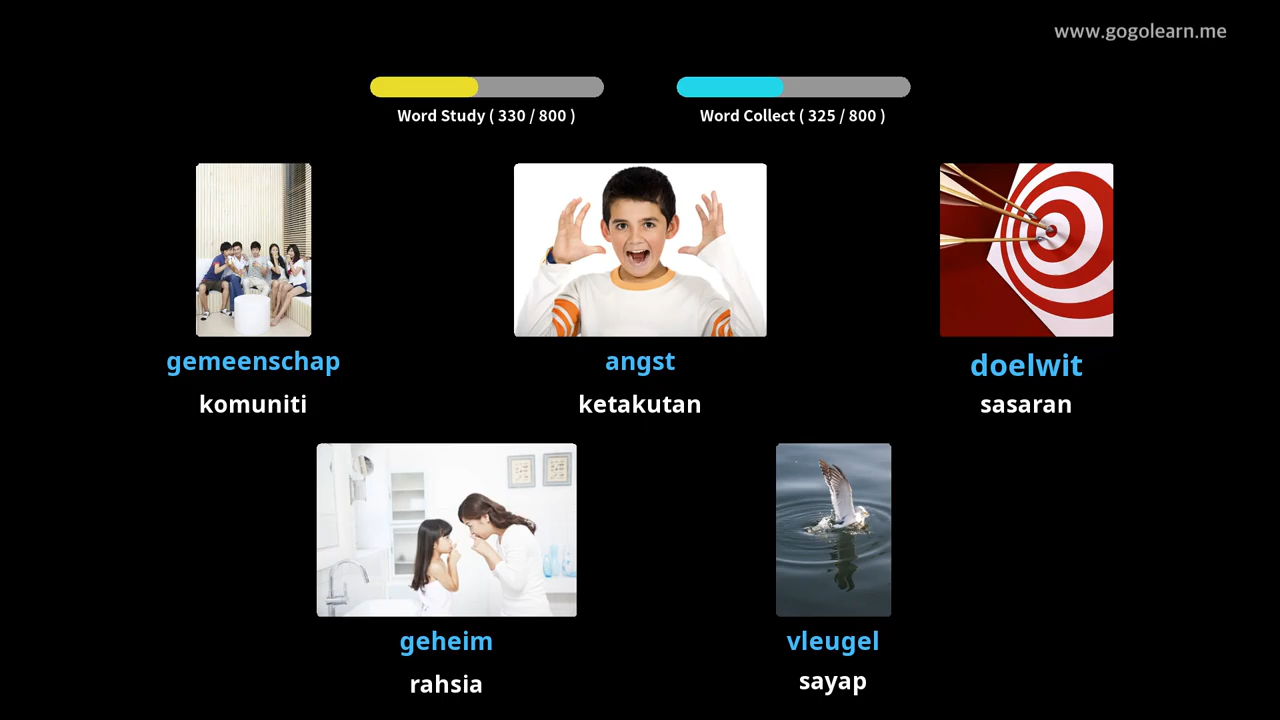 www.gogolearn.me
Word Study ( 330 / 800 )
Word Collect ( 325 / 800 )
gemeenschap
komuniti
angst
ketakutan
doelwit
sasaran
geheim
rahsia
vleugel
sayap